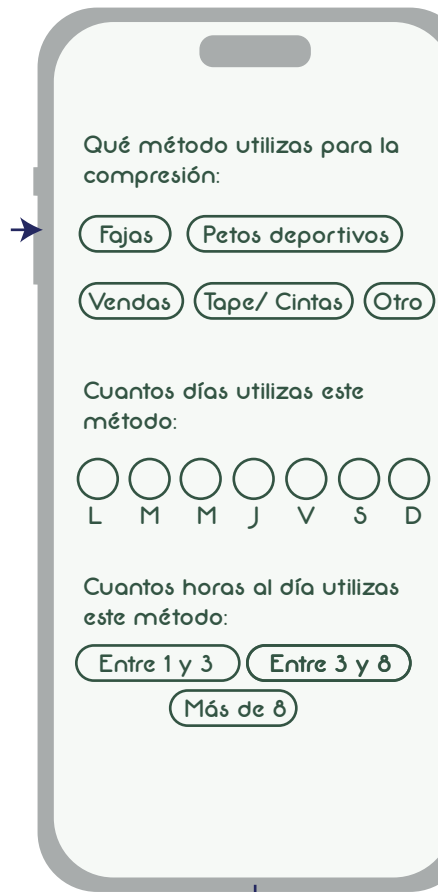 Qué método utilizas para la
compresión:
Fajas Petos deportivos
Vendas Tape/ Cintas Otro
Cuantos días utilizas este
método:
L M M J V S D
Cuantos horas al día utilizas
este método:
Entre 1 y 3 Entre 3 y 8
Más de 8